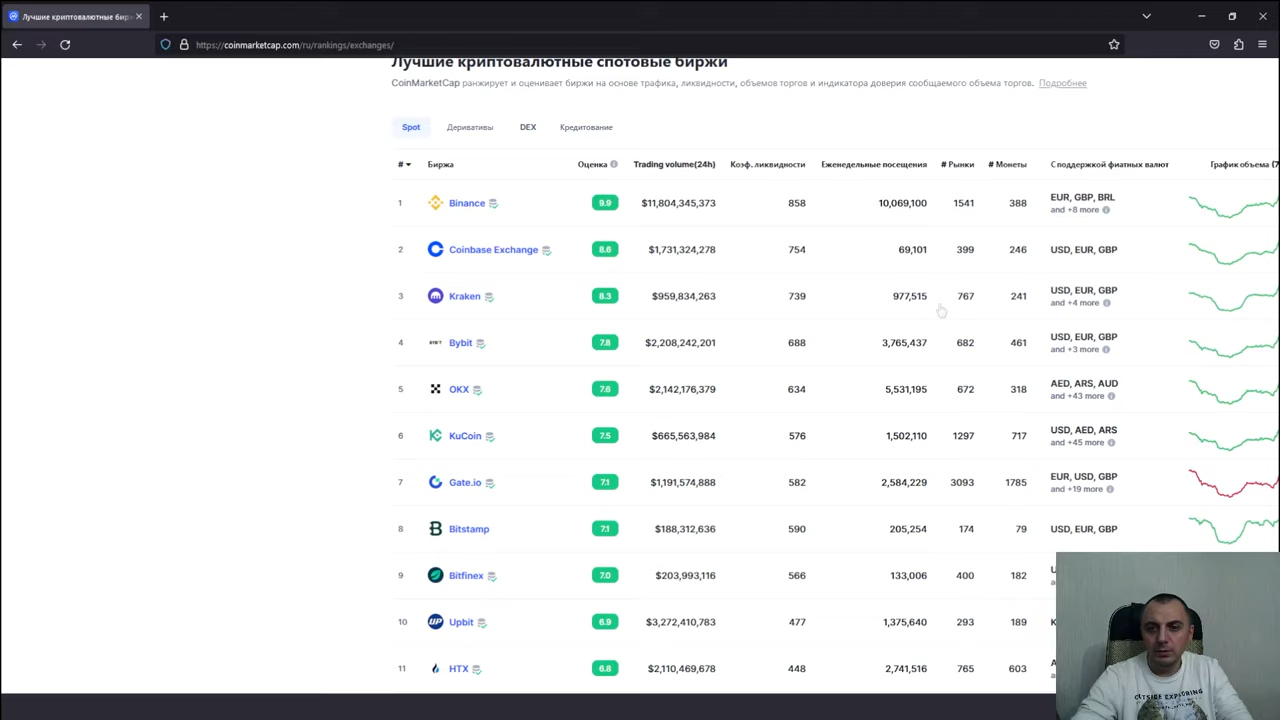 Лучшие криптовалютные бир
https://coinmarketcap.com/ru/rankings/exchanges/
Лучшие криптовалютные спотовые биржи
CoinMarketCap ранжирует и оценивает биржи на основе трафика, ликвидности, объемов торгов и индикатора доверия сообщаемого объема торгов. Подробнее
Spot Деривативы DEX Кредитование
# Биржа Оценка Trading volume(24h) Коэф. ликвидности Еженедельные посещения # Рынки # Монеты С поддержкой фиатных валют График объема (7
1 Binance 9.9 $11,804,345,373 858 10,069,100 1541 388 EUR, GBP, BRL
and +8 more
2 Coinbase Exchange 8.6 $1,731,324,278 754 69,101 399 246 USD, EUR, GBP
3 Kraken 8.3 $959,834,263 739 977,515 767 241 USD, EUR, GBP
and +4 more
4 BYBIT Bybit 7.8 $2,208,242,201 688 3,765,437 682 461 USD, EUR, GBP
and +3 more
5 OKX 7.6 $2,142,176,379 634 5,531,195 672 318 AED, ARS, AUD
and +43 more
6 KuCoin 7.5 $665,563,984 576 1,502,110 1297 717 USD, AED, ARS
and +45 more
7 Gate.io 7.1 $1,191,574,888 582 2,584,229 3093 1785 EUR, USD, GBP
and +19 more
8 Bitstamp 7.1 $188,312,636 590 205,254 174 79 USD, EUR, GBP
9 Bitfinex 7.0 $203,993,116 566 133,006 400 182
10 UP Upbit 6.9 $3,272,410,783 477 1,375,640 293 189
11 HTX 6.8 $2,110,469,678 448 2,741,516 765 603
OUTSIDE EXPLORING